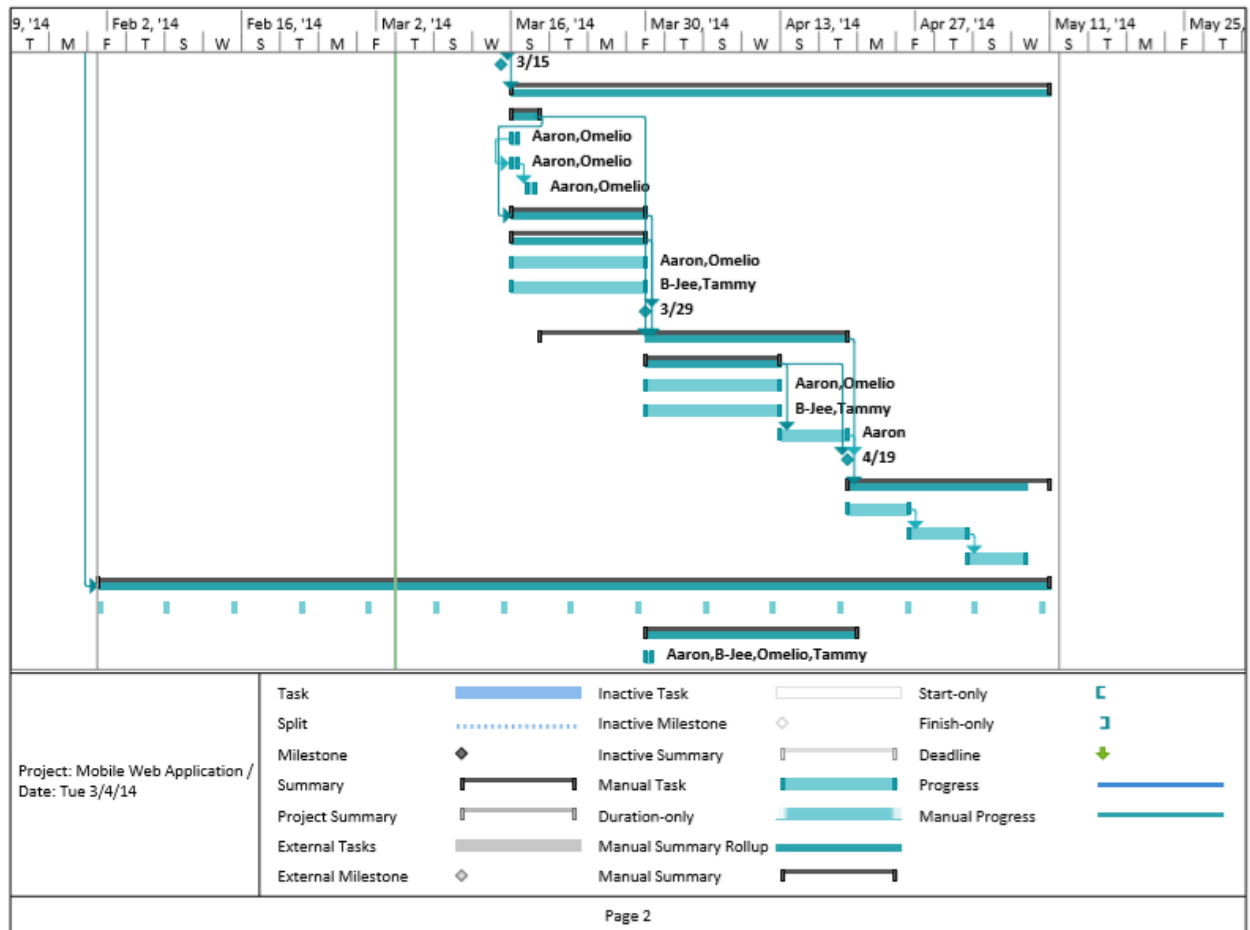 9, '14 Feb 2, '14 Feb 16, '14 Mar 2, '14 Mar 16, '14 Mar 30, '14 Apr 13, '14 Apr 27, '14 May 11, '14 May 25,
T M F T S W S T M F T S W S T M F T S W S T M F T S W S T M F T
3/15
Aaron,Omelio
Aaron,Omelio
Aaron,Omelio
Aaron,Omelio
B-Jee,Tammy
3/29
Aaron,Omelio
B-Jee,Tammy
Aaron
4/19
Aaron,B-Jee,Omelio,Tammy
Project: Mobile Web Application /
Date: Tue 3/4/14
Task
Split
Milestone
Summary
Project Summary
External Tasks
External Milestone
Inactive Task
Inactive Milestone
Inactive Summary
Manual Task
Duration-only
Manual Summary Rollup
Manual Summary
Start-only
Finish-only
Deadline
Progress
Manual Progress
Page 2